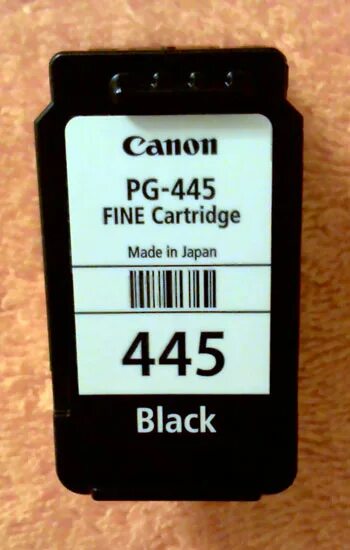 Canon
PG-445
FINE Cartridge
Made in Japan
445
Black